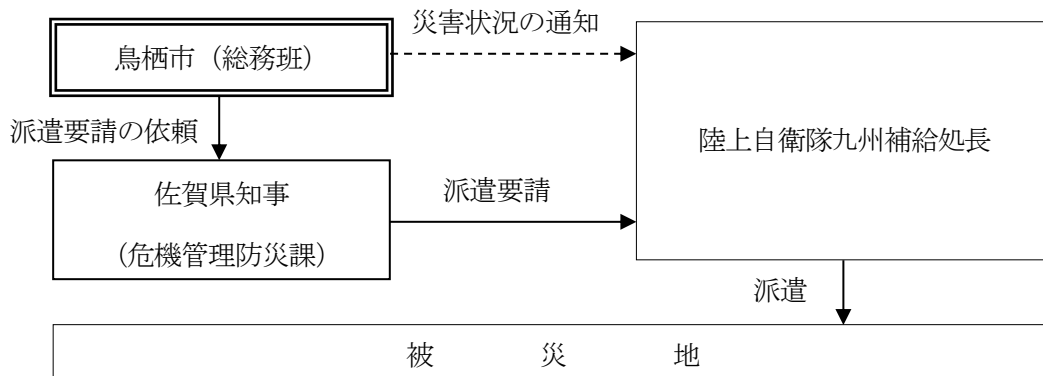 災害状況の通知
鳥栖市（総務班）
派遣要請の依頼
陸上自衛隊九州補給処長
佐賀県知事
（危機管理防災課）
派遣要請
派遣
被　災　地